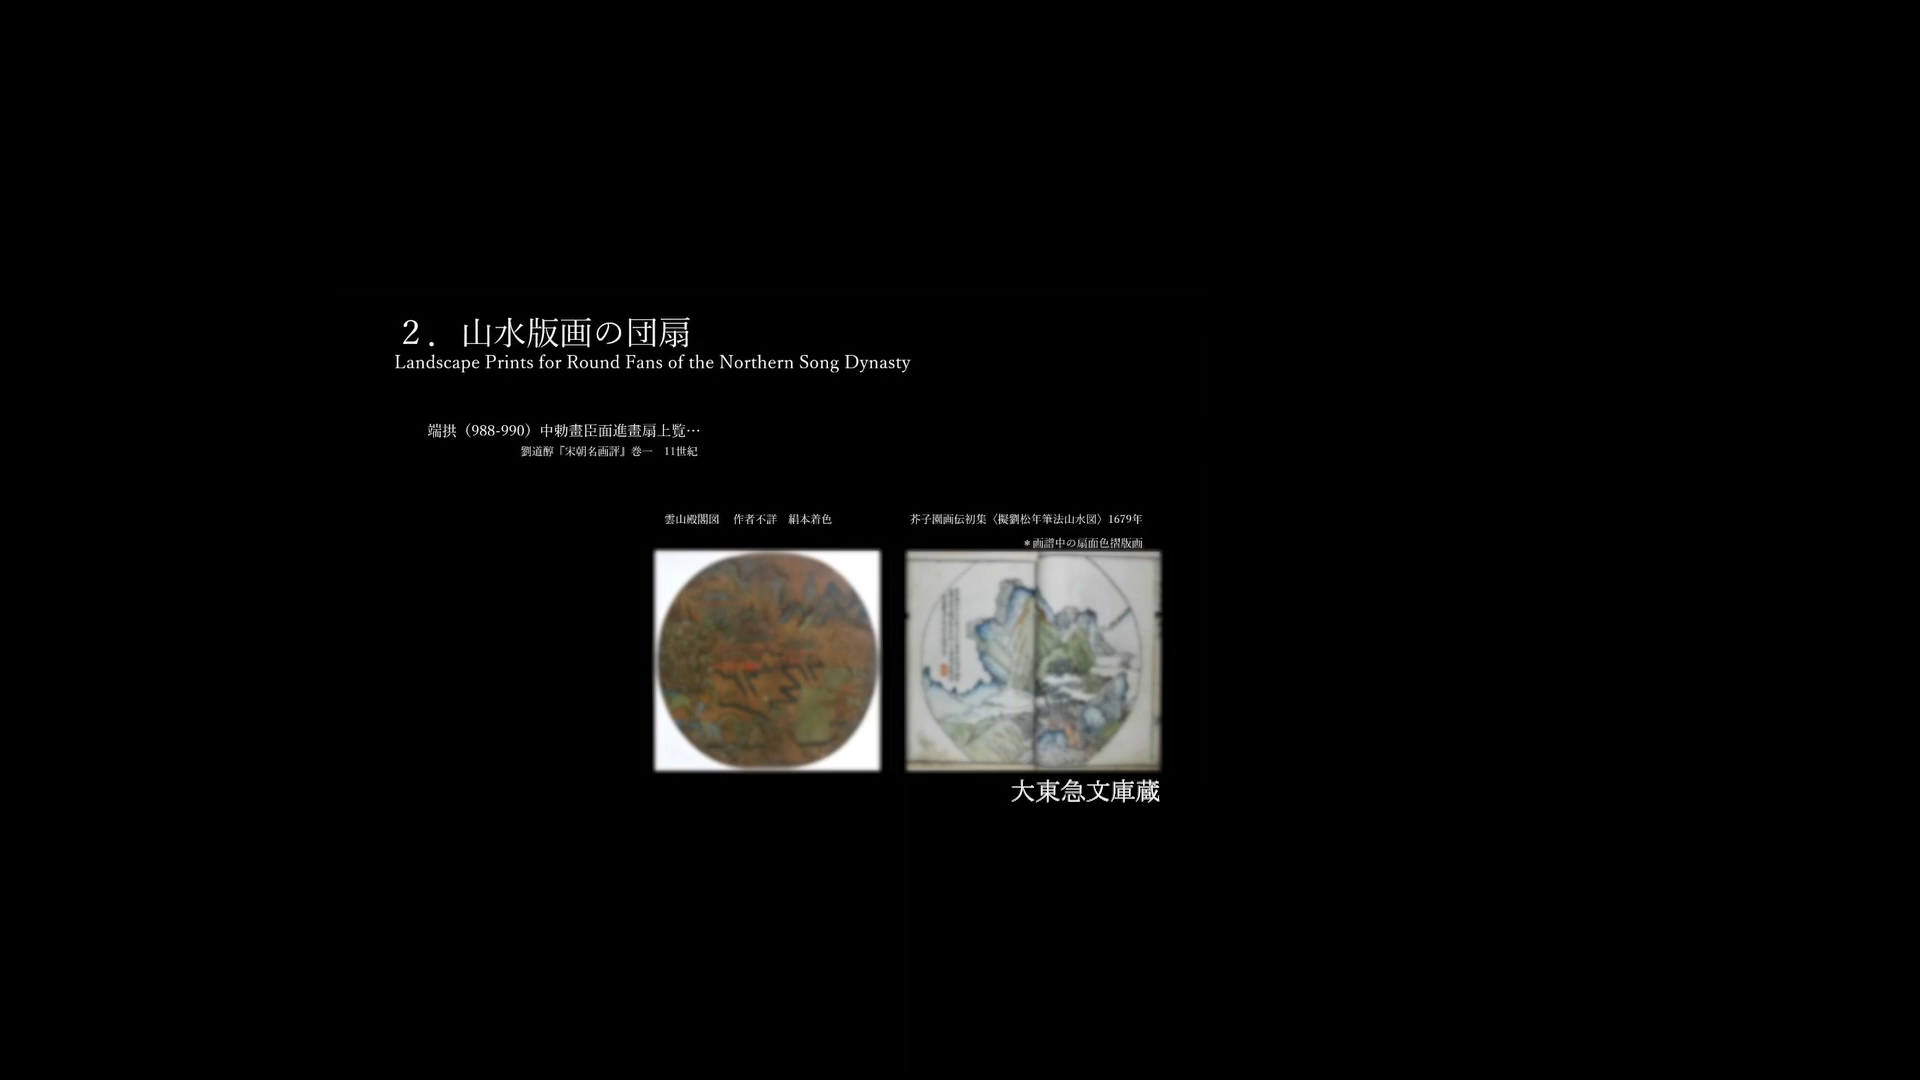 ２．山水版画の団扇
Landscape Prints for Round Fans of the Northern Song Dynasty
端拱（988-990）中勅畫臣面進畫扇上覧…
劉道醇『宋朝名画評』巻一　11世紀
雲山殿閣図　作者不詳　絹本着色
芥子園画伝初集〈擬劉松年筆法山水図〉1679年
＊画譜中の扇面色摺版画
大東急文庫蔵